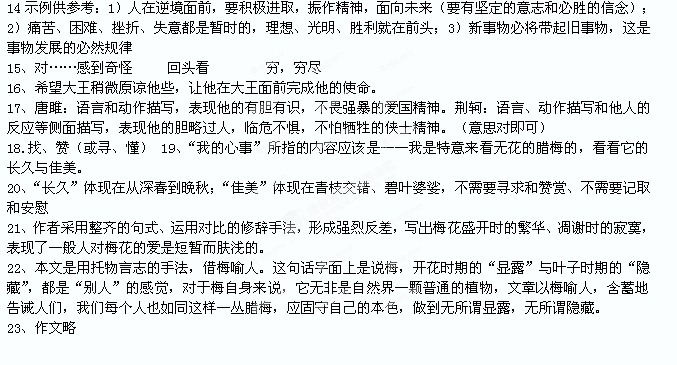 14 示例供参考：1）人在逆境面前，要积极进取，振作精神，面向未来（要有坚定的意志和必胜的信念）；
2）痛苦、困难、挫折、失意都是暂时的，理想、光明、胜利就在前头；3）新事物必将带起旧事物，这是
事物发展的必然规律
15、对……感到奇怪　　回头看　　　穷，穷尽
16、希望大王稍微原谅他些，让他在大王面前完成他的使命。
17、唐雎：语言和动作描写，表现他的有胆有识，不畏强暴的爱国精神。荆轲：语言、动作描写和他人的
反应等侧面描写，表现他的胆略过人，临危不惧，不怕牺牲的侠士精神。（意思对即可）
18.找、赞（或寻、懂） 19、“我的心事”所指的内容应该是——我是特意来看无花的腊梅的，看看它的
长久与佳美。
20、“长久”体现在从深春到晚秋；“佳美”体现在青枝交错、碧叶婆娑，不需要寻求和赞赏、不需要记取
和安慰
21、作者采用整齐的句式、运用对比的修辞手法，形成强烈反差，写出梅花盛开时的繁华、凋谢时的寂寞，
表现了一般人对梅花的爱是短暂而肤浅的。
22、本文是用托物言志的手法，借梅喻人。这句话字面上是说梅，开花时期的“显露”与叶子时期的“隐
藏”，都是“别人”的感觉，对于梅自身来说，它无非是自然界一颗普通的植物，文章以梅喻人，含蓄地
告诫人们，我们每个人也如同这样一丛腊梅，应固守自己的本色，做到无所谓显露，无所谓隐藏。
23、作文略